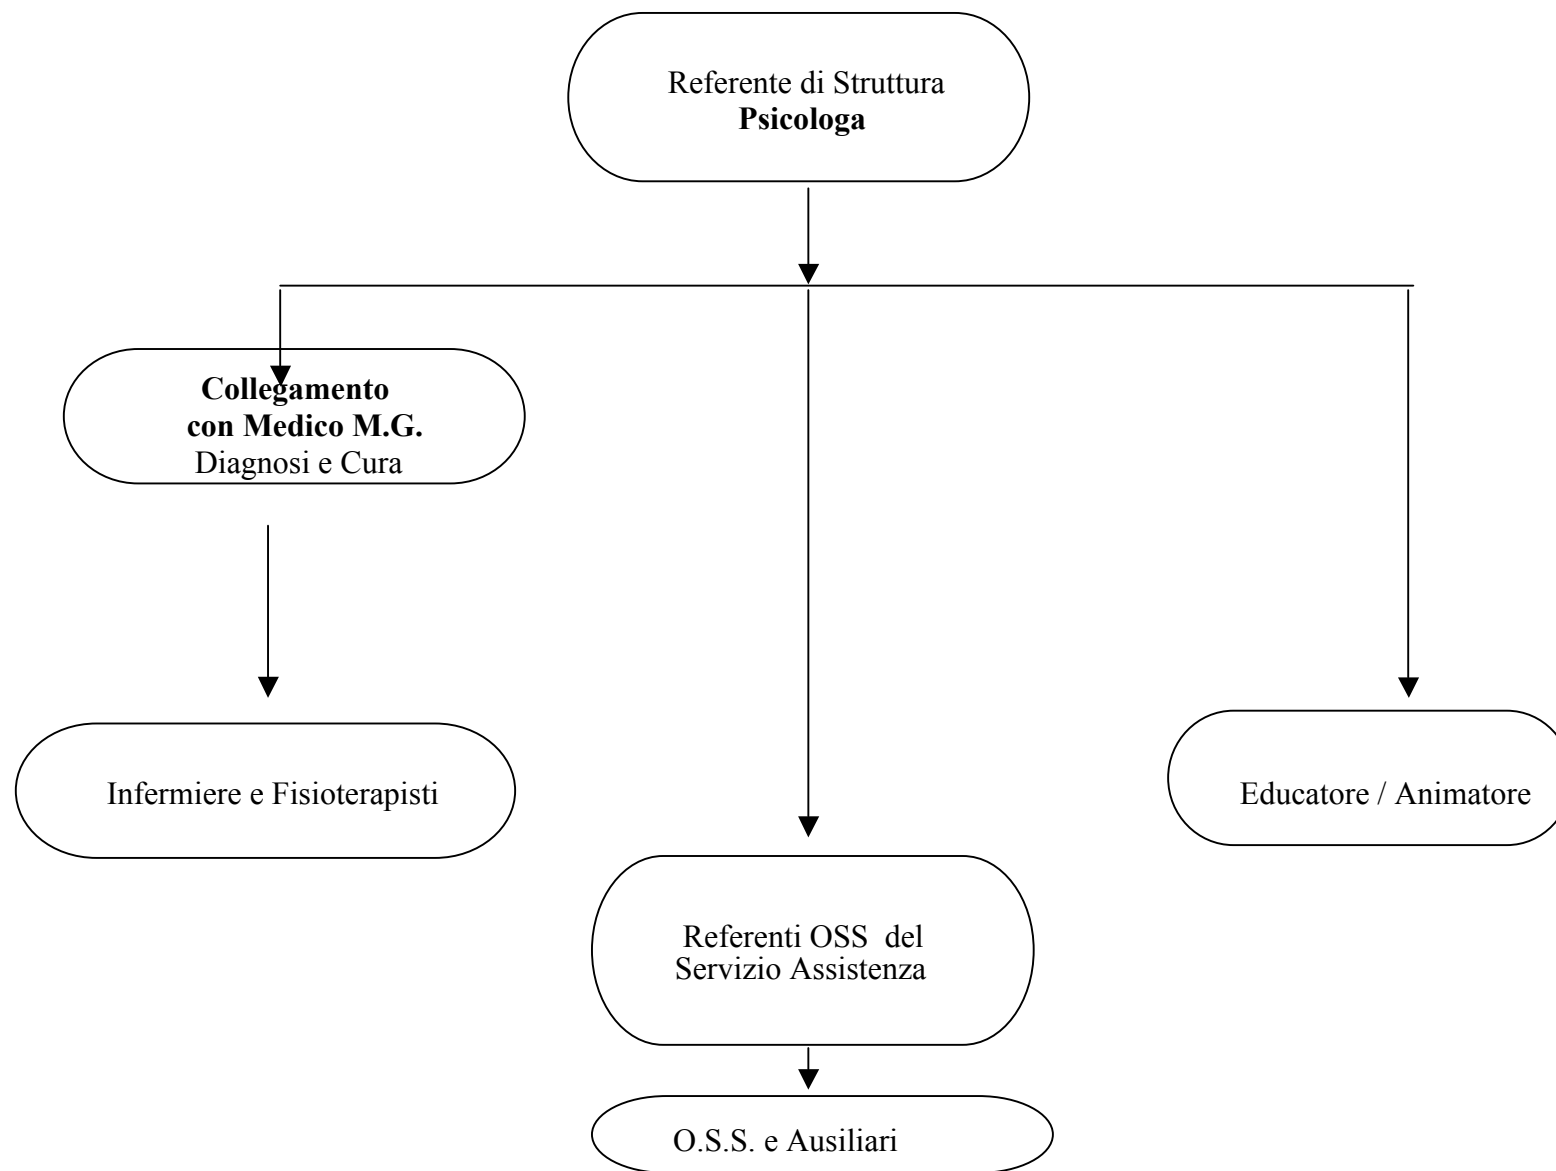 Referente di Struttura
Psicologa
Collegamento
con Medico M.G.
Diagnosi e Cura
Infermiere e Fisioterapisti
Educatore / Animatore
Referenti OSS  del
Servizio Assistenza
O.S.S. e Ausiliari